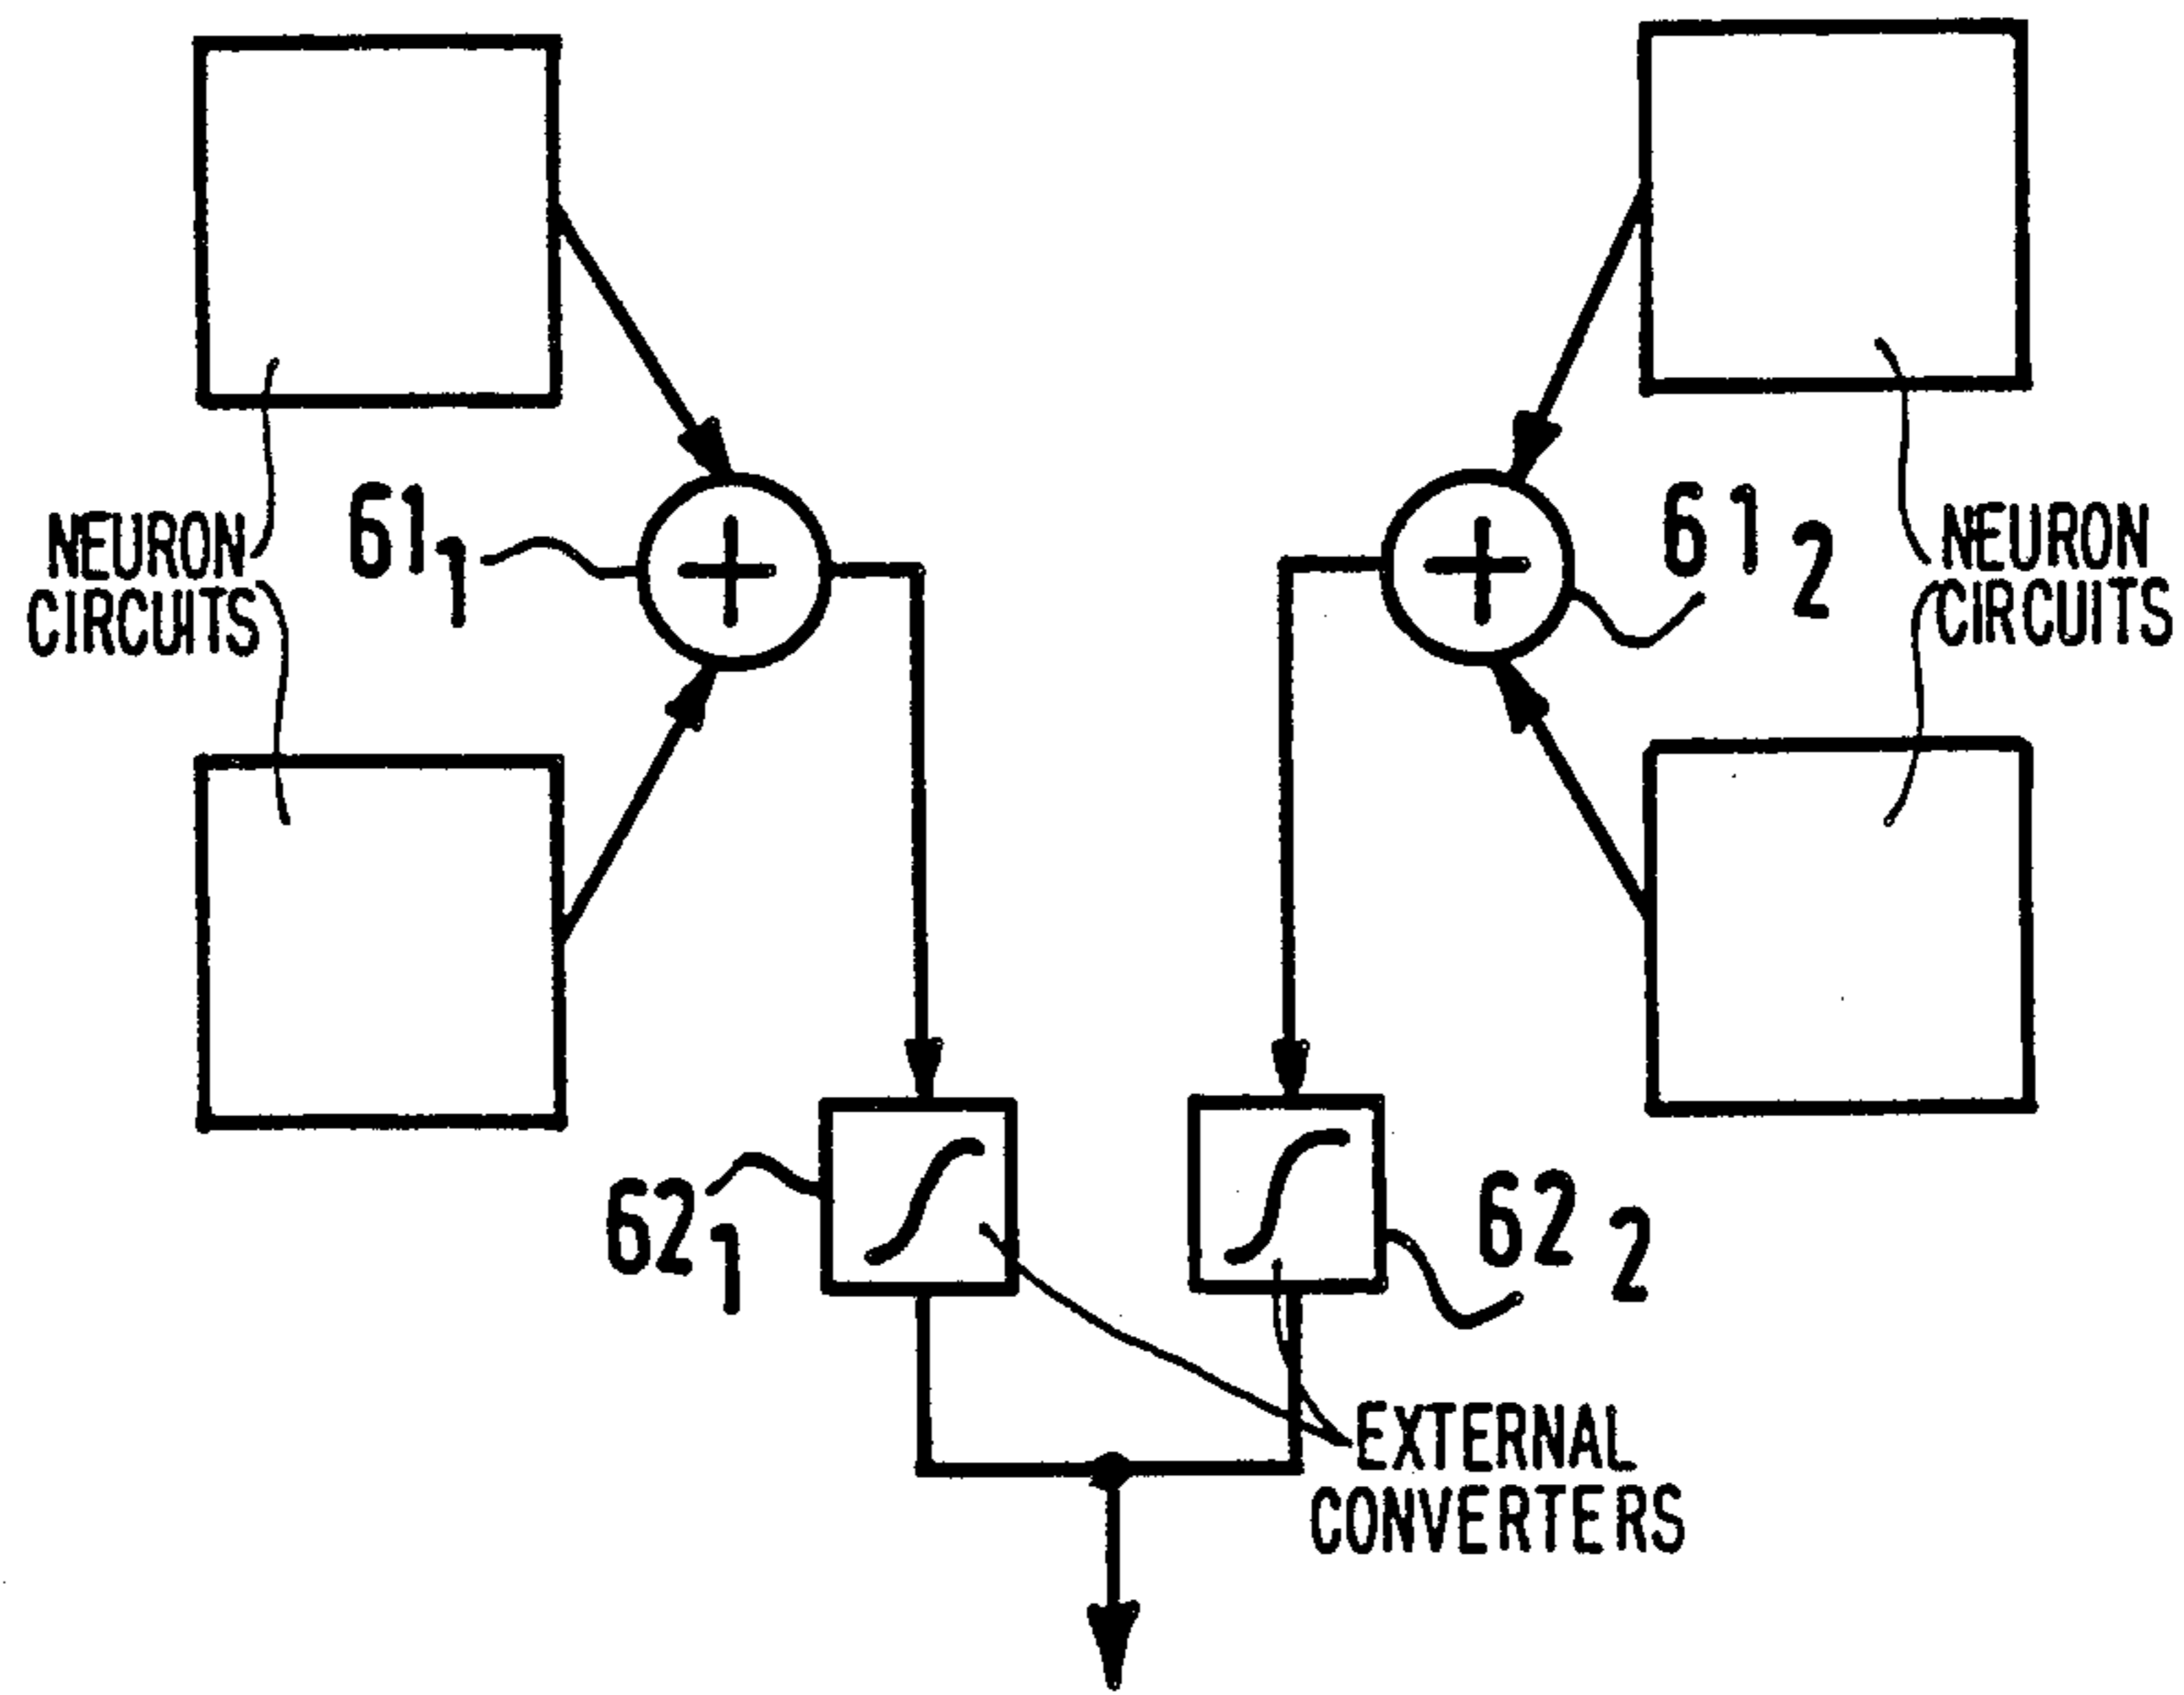 NEURON
CIRCUITS
61₁
61₂
NEURON
CIRCUITS
62₁
62₂
EXTERNAL
CONVERTERS